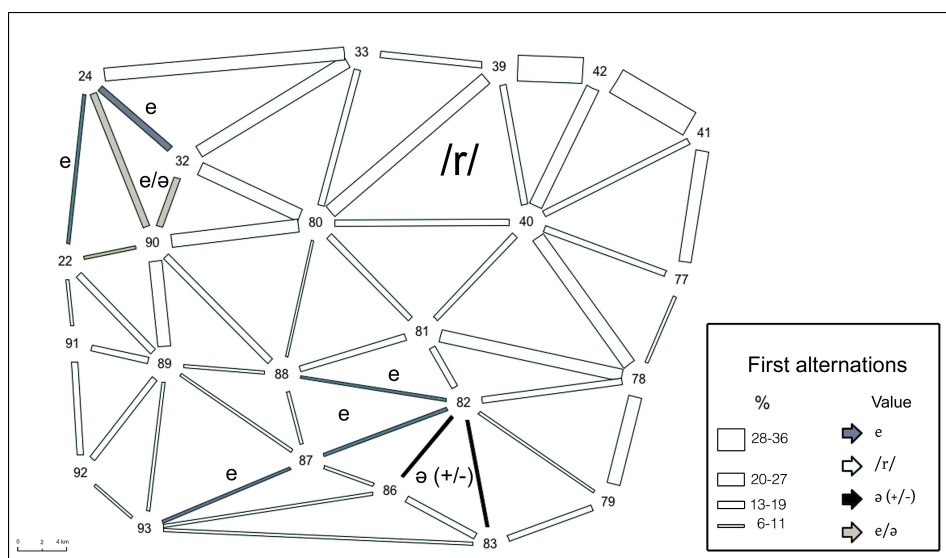 33
39
42
24
e
41
e
32
/r/
e/ə
80
40
90
22
77
81
91
89
88
78
e
82
e
87
e
ə (+/-)
92
86
79
93
83
0 2 4 km
First alternations
% Value
28-36 e
20-27 /r/
13-19 ə (+/-)
6-11 e/ə